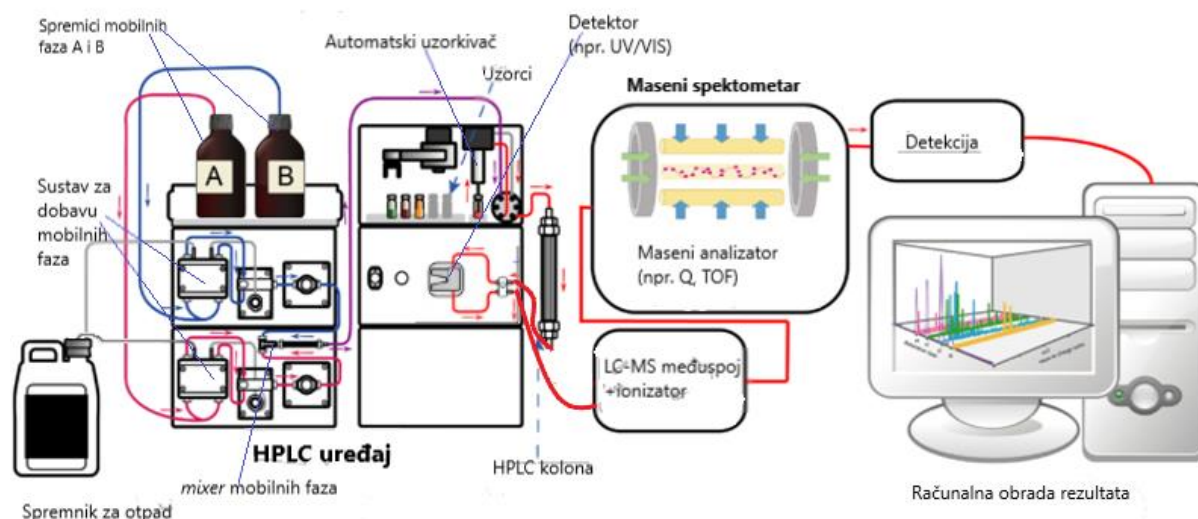 Spremici mobilnih
faza A i B
Automatski uzorkivač
Detektor
(npr. UV/VIS)
Uzorci
Maseni spektometar
Detekcija
A
B
Sustav za
dobavu
mobilnih
faza
Maseni analizator
(npr. Q, TOF)
LC-MS međuspoj
+ionizator
HPLC uređaj
mixer mobilnih faza
HPLC kolona
Spremnik za otpad
Računalna obrada rezultata